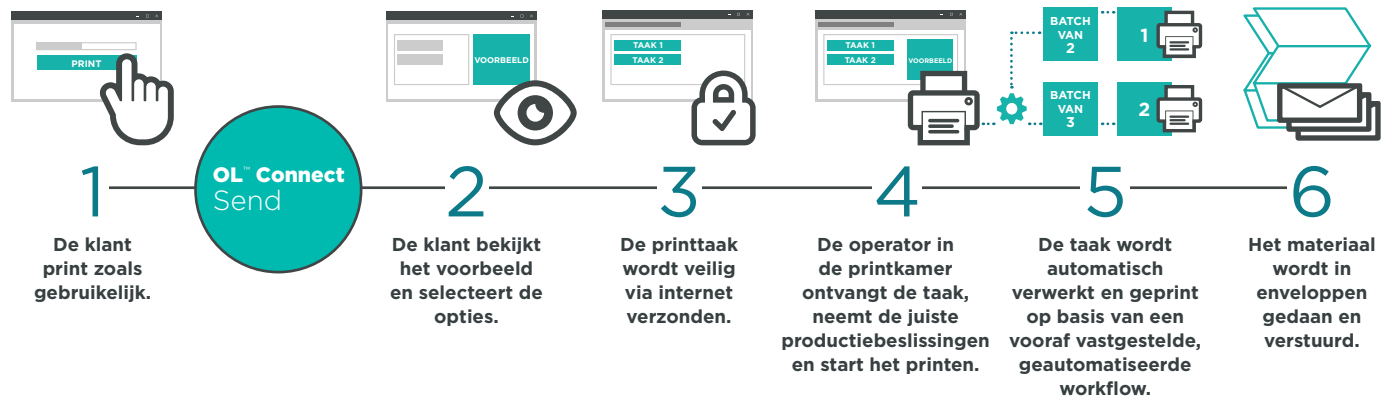 PRINT
VOORBEELD
TAAK 1
TAAK 2
TAAK 1
TAAK 2
VOORBEELD
BATCH
VAN
2
1
BATCH
VAN
3
2
1
De klant
print zoals
gebruikelijk.
OL™ Connect
Send
2
De klant bekijkt
het voorbeeld
en selecteert de
opties.
3
De printtaak
wordt veilig
via internet
verzonden.
4
De operator in
de printkamer
ontvangt de taak,
neemt de juiste
productiebeslissingen
en start het printen.
5
De taak wordt
automatisch
verwerkt en geprint
op basis van een
vooraf vastgestelde,
geautomatiseerde
workflow.
6
Het materiaal
wordt in
enveloppen
gedaan en
verstuurd.